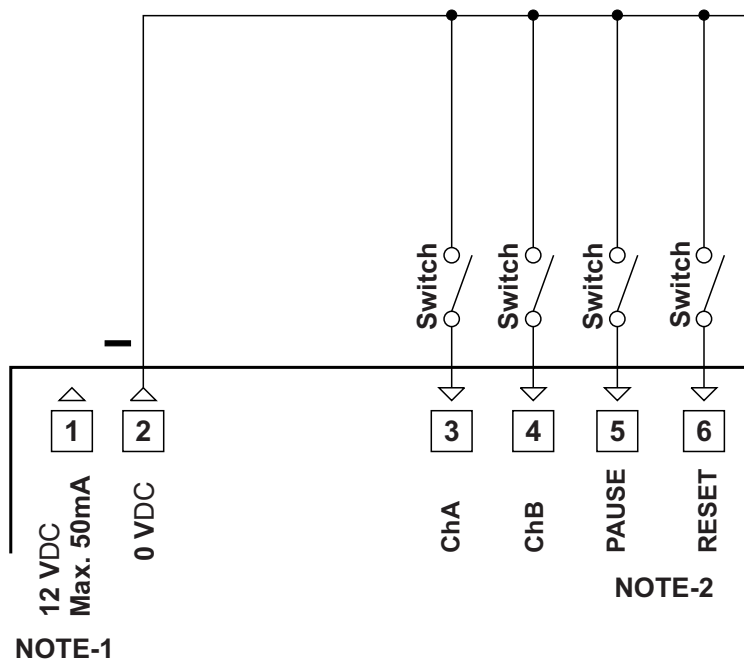 Switch
Switch
Switch
Switch
1
2
3
4
5
6
12 VDC
Max. 50mA
0 VDC
ChA
ChB
PAUSE
RESET
NOTE-2
NOTE-1